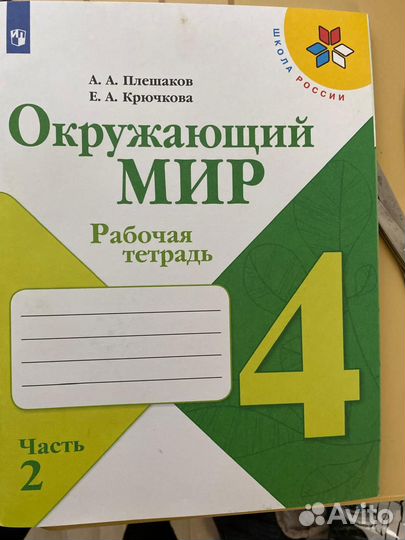 ШКОЛА РОССИИ
А. А. Плешаков
Е. А. Крючкова
Окружающий
МИР
Рабочая
тетрадь
4
Часть
2
Avito